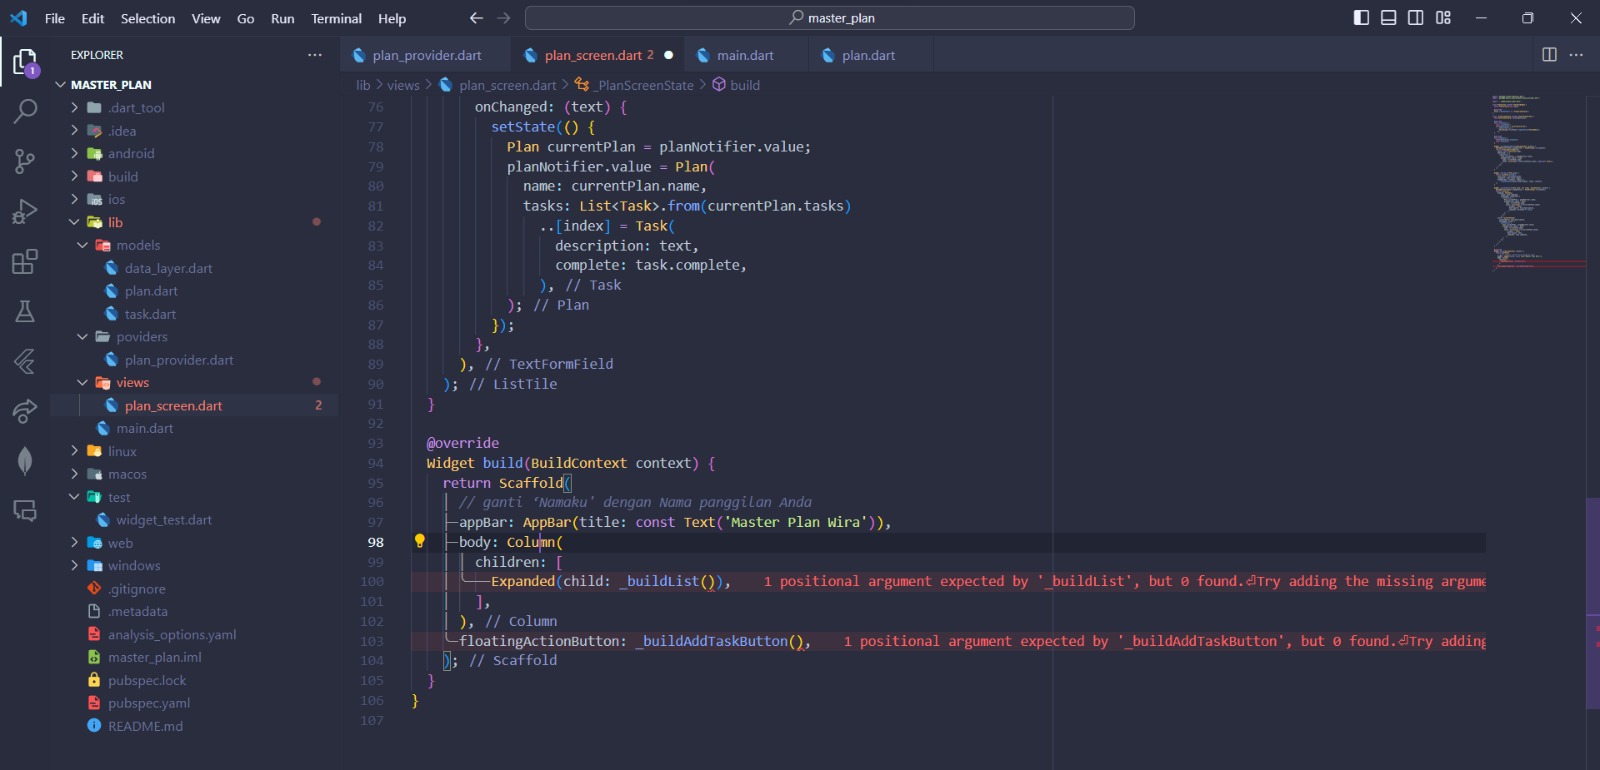 File Edit Selection View Go Run Terminal Help
master_plan
EXPLORER
plan_provider.dart
plan_screen.dart 2
main.dart
plan.dart
lib > views > plan_screen.dart > _PlanScreenState > build
1
MASTER_PLAN
.dart_tool
.idea
android
build
ios
lib
models
data_layer.dart
plan.dart
task.dart
poviders
plan_provider.dart
views
plan_screen.dart 2
main.dart
linux
macos
test
widget_test.dart
web
windows
.gitignore
.metadata
analysis_options.yaml
master_plan.iml
pubspec.lock
pubspec.yaml
README.md
76 onChanged: (text) {
77 setState(() {
78 Plan currentPlan = planNotifier.value;
79 planNotifier.value = Plan(
80 name: currentPlan.name,
81 tasks: List<Task>.from(currentPlan.tasks)
82 ..[index] = Task(
83 description: text,
84 complete: task.complete,
85 ), // Task
86 ); // Plan
87 });
88 },
89 ), // TextFormField
90 ); // ListTile
91 }
92
93 @override
94 Widget build(BuildContext context) {
95 return Scaffold(
96 // ganti ‘Namaku' dengan Nama panggilan Anda
97 appBar: AppBar(title: const Text('Master Plan Wira')),
98 body: Column(
99 children: [
100 Expanded(child: _buildList()), 1 positional argument expected by '_buildList', but 0 found.⏎Try adding the missing argume
101 ],
102 ), // Column
103 floatingActionButton: _buildAddTaskButton(), 1 positional argument expected by '_buildAddTaskButton', but 0 found.⏎Try adding
104 ); // Scaffold
105 }
106 }
107